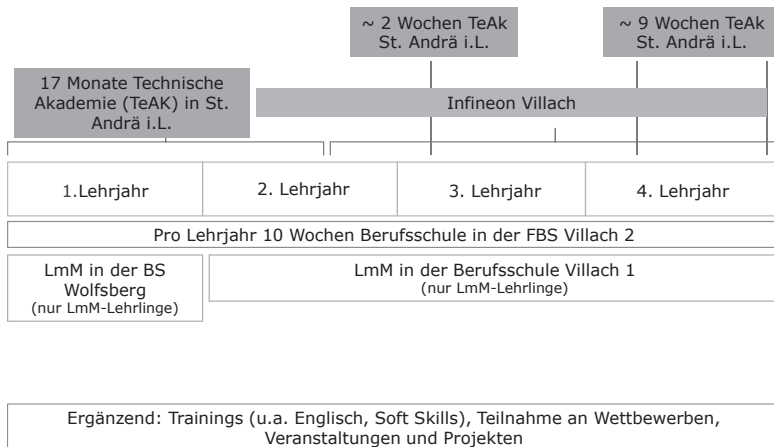 ~ 2 Wochen TeAk
St. Andrä i.L.
~ 9 Wochen TeAk
St. Andrä i.L.
17 Monate Technische
Akademie (TeAK) in St.
Andrä i.L.
Infineon Villach
1.Lehrjahr
2. Lehrjahr
3. Lehrjahr
4. Lehrjahr
Pro Lehrjahr 10 Wochen Berufsschule in der FBS Villach 2
LmM in der BS
Wolfsberg
(nur LmM-Lehrlinge)
LmM in der Berufsschule Villach 1
(nur LmM-Lehrlinge)
Ergänzend: Trainings (u.a. Englisch, Soft Skills), Teilnahme an Wettbewerben,
Veranstaltungen und Projekten